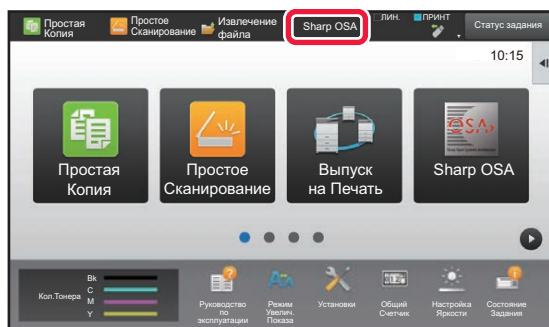 Простая
Копия
Простое
Сканирование
Извлечение
файла
Sharp OSA
ЛИН.
ПРИНТ
Статус задания
10:15
Простая
Копия
Простое
Сканирование
Выпуск
на Печать
OSA
Sharp OSA
Кол.Тонера
Bk
C
M
Y
Руководство
по
эксплуатации
Режим
Увелич.
Показа
Установки
Общий
Счетчик
Настройка
Яркости
Состояние
Задания